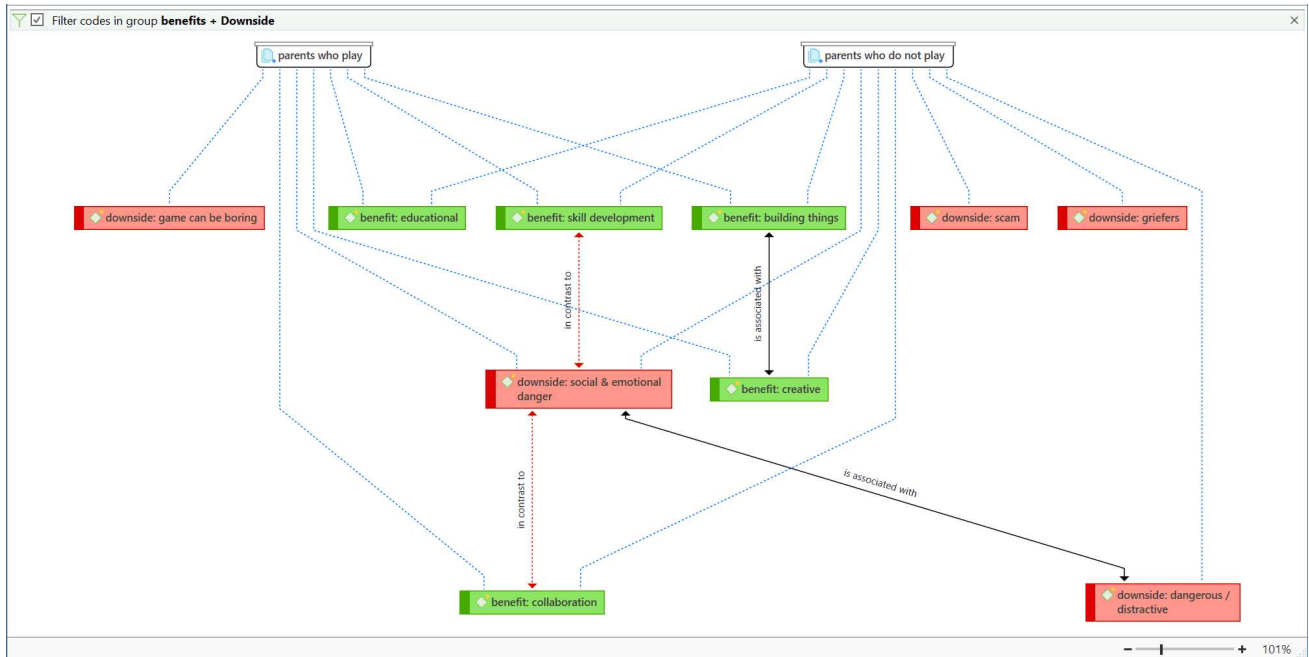 Filter codes in group benefits + Downside
parents who play
parents who do not play
downside: game can be boring
benefit: educational
benefit: skill development
benefit: building things
downside: scam
downside: griefers
in contrast to
is associated with
downside: social & emotional
danger
benefit: creative
in contrast to
is associated with
benefit: collaboration
downside: dangerous /
distractive
101%